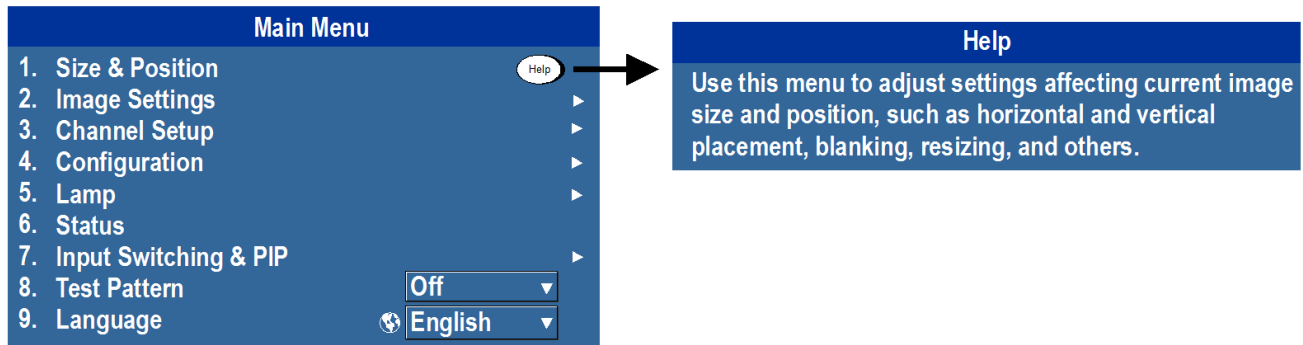 Main Menu
1. Size & Position
Help
2. Image Settings
3. Channel Setup
4. Configuration
5. Lamp
6. Status
7. Input Switching & PIP
8. Test Pattern Off
9. Language English
Help
Use this menu to adjust settings affecting current image
size and position, such as horizontal and vertical
placement, blanking, resizing, and others.